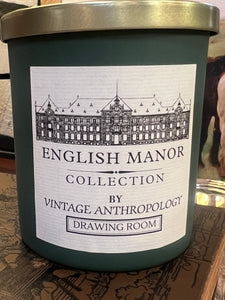 ENGLISH MANOR
COLLECTION
BY
VINTAGE ANTHROPOLOGY
DRAWING ROOM